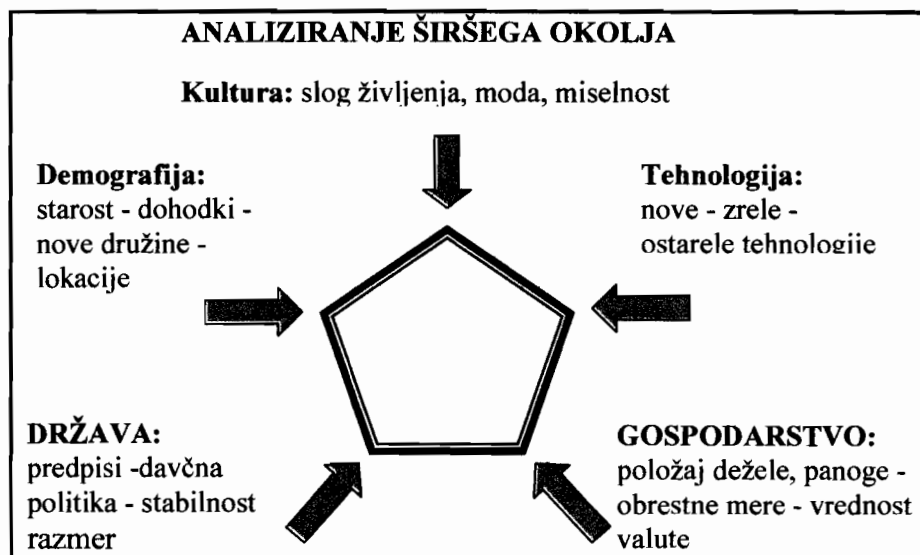 ANALIZIRANJE ŠIRŠEGA OKOLJA
Kultura: slog življenja, moda, miselnost
Demografija:
starost - dohodki -
nove družine -
lokacije
Tehnologija:
nove - zrele -
ostarele tehnologije
DRŽAVA:
predpisi -davčna
politika - stabilnost
razmer
GOSPODARSTVO:
položaj dežele, panoge -
obrestne mere - vrednost
valute